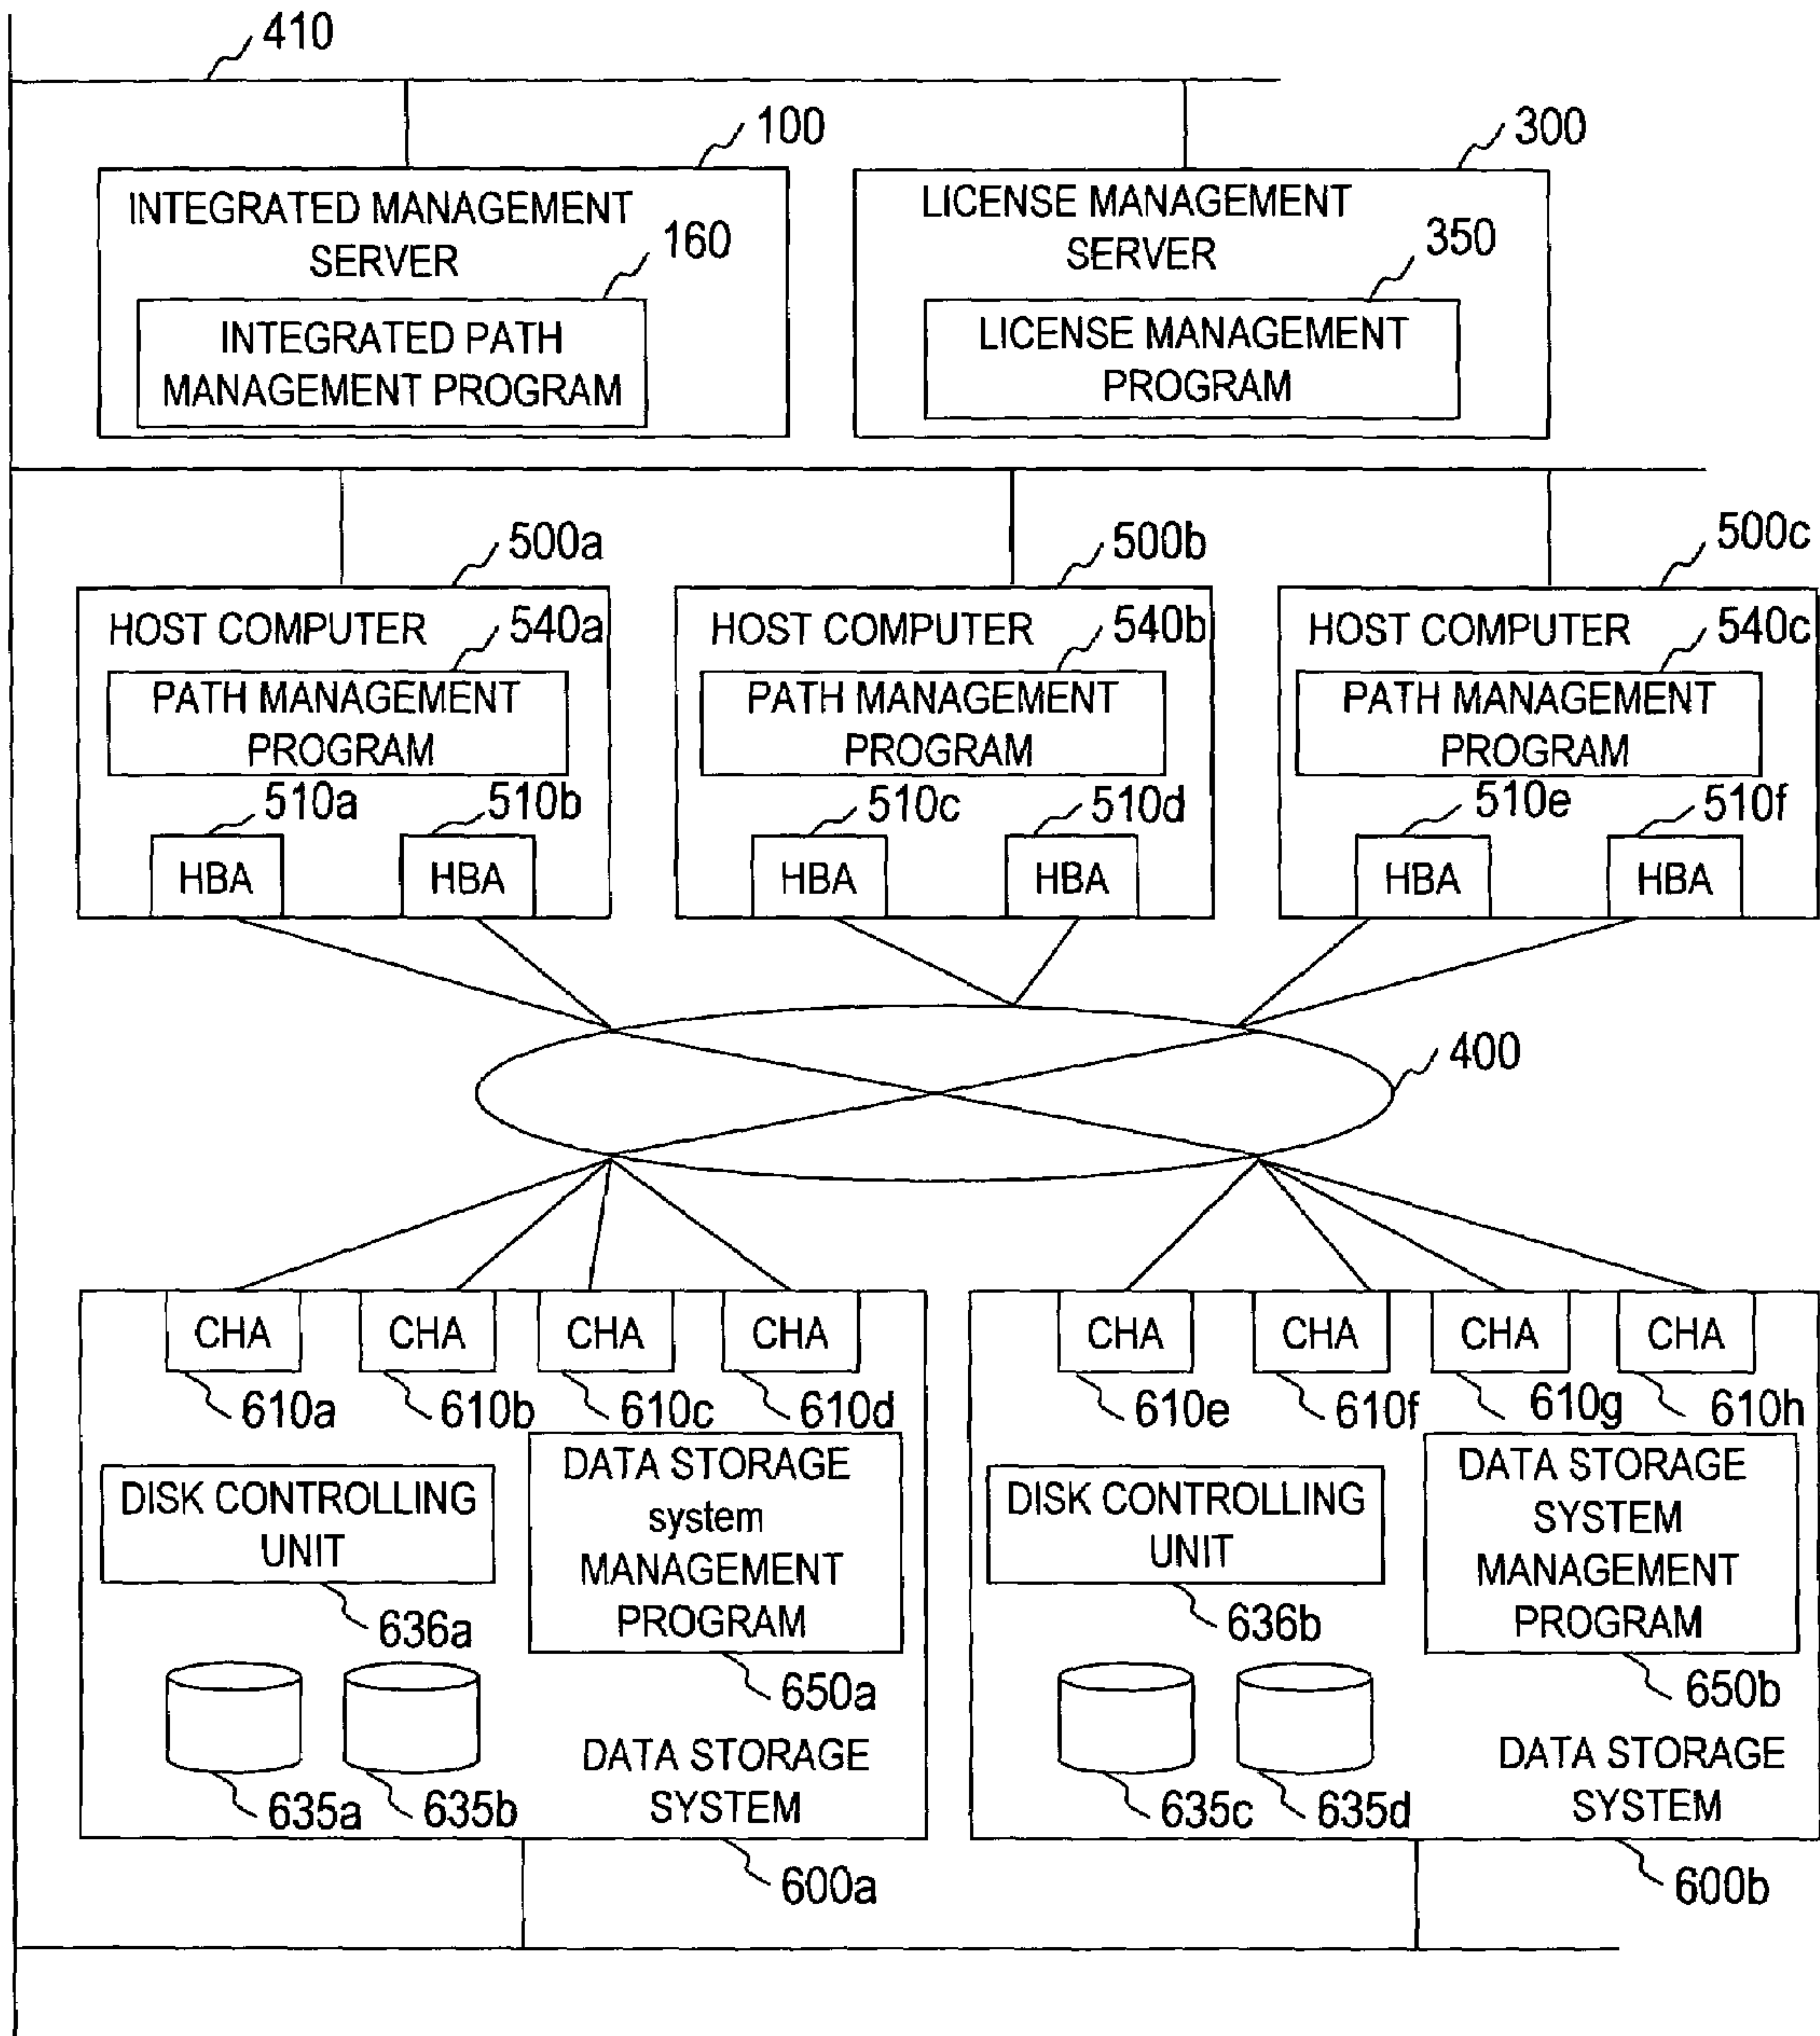 410
100
300
INTEGRATED MANAGEMENT
SERVER
160
LICENSE MANAGEMENT
SERVER
350
INTEGRATED PATH
MANAGEMENT PROGRAM
LICENSE MANAGEMENT
PROGRAM
500a
500b
500c
HOST COMPUTER
540a
HOST COMPUTER
540b
HOST COMPUTER
540c
PATH MANAGEMENT
PROGRAM
PATH MANAGEMENT
PROGRAM
PATH MANAGEMENT
PROGRAM
510a
510b
510c
510d
510e
510f
HBA
HBA
HBA
HBA
HBA
HBA
400
CHA
CHA
CHA
CHA
CHA
CHA
CHA
CHA
610a
610b
610c
610d
610e
610f
610g
610h
DISK CONTROLLING
UNIT
636a
DATA STORAGE
system
MANAGEMENT
PROGRAM
650a
DISK CONTROLLING
UNIT
636b
DATA STORAGE
SYSTEM
MANAGEMENT
PROGRAM
650b
635a
635b
DATA STORAGE
SYSTEM
635c
635d
DATA STORAGE
SYSTEM
600a
600b